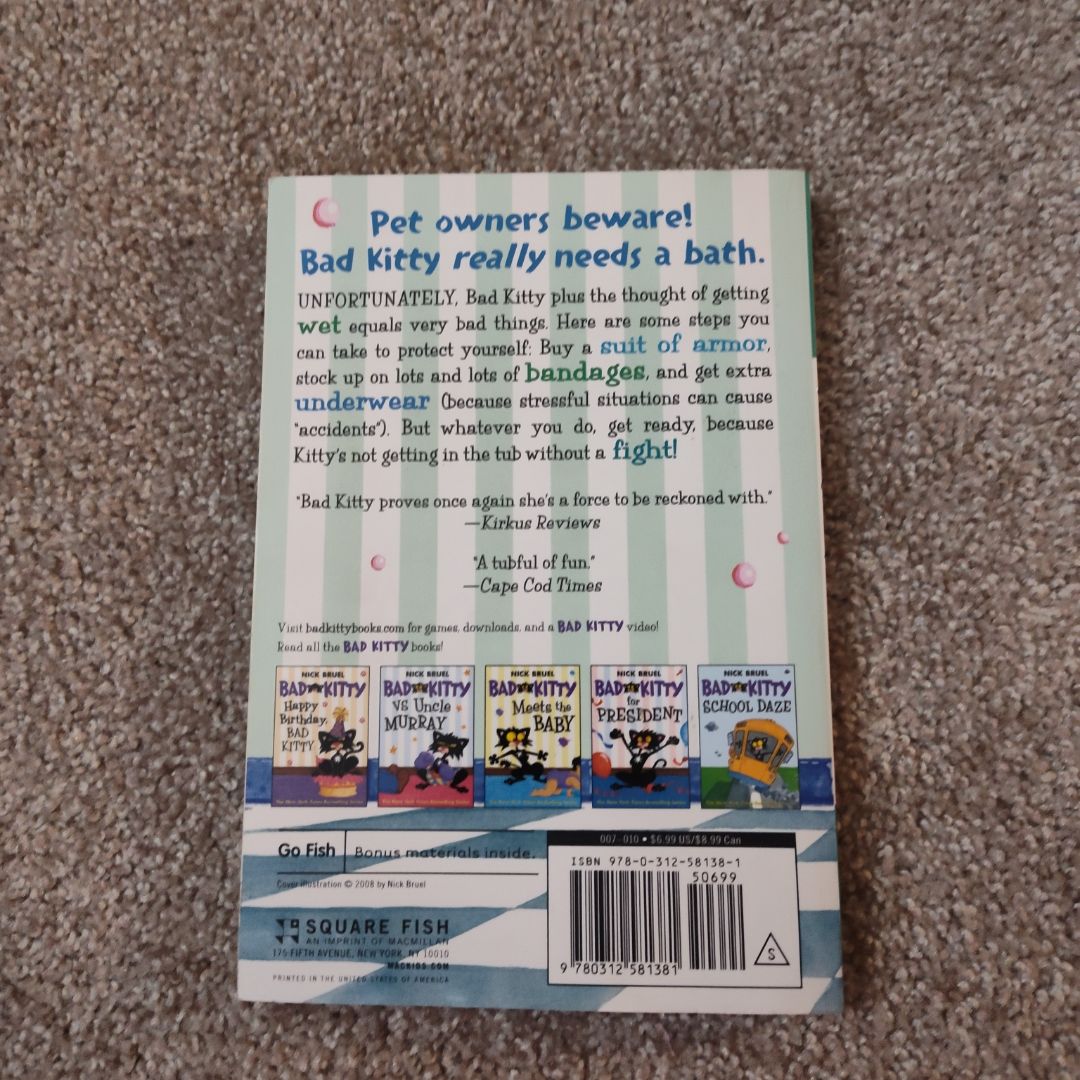 Pet owners beware!
Bad Kitty really needs a bath.
UNFORTUNATELY, Bad Kitty plus the thought of getting
wet equals very bad things. Here are some steps you
can take to protect yourself: Buy a suit of armor,
stock up on lots and lots of bandages, and get extra
underwear (because stressful situations can cause
"accidents"). But whatever you do, get ready, because
Kitty's not getting in the tub without a fight!
"Bad Kitty proves once again she's a force to be reckoned with."
—Kirkus Reviews
"A tubful of fun."
—Cape Cod Times
Visit badkittybooks.com for games, downloads, and a BAD KITTY video!
Read all the BAD KITTY books!
NICK BRUEL
BAD KITTY
Happy
Birthday,
BAD
KITTY
NICK BRUEL
BAD KITTY
VS Uncle
MURRAY
NICK BRUEL
BAD KITTY
Meets the
BABY
NICK BRUEL
BAD KITTY
for
PRESIDENT
NICK BRUEL
BAD KITTY
SCHOOL DAZE
Go Fish
Bonus materials inside.
Cover illustration © 2008 by Nick Bruel
SQUARE FISH
AN IMPRINT OF MACMILLAN
175 FIFTH AVENUE, NEW YORK, NY 10010
MACKIDS.COM
PRINTED IN THE UNITED STATES OF AMERICA
007-010 • $6.99 US/$8.99 Can
ISBN 978-0-312-58138-1
50699
9 780312 581381
S